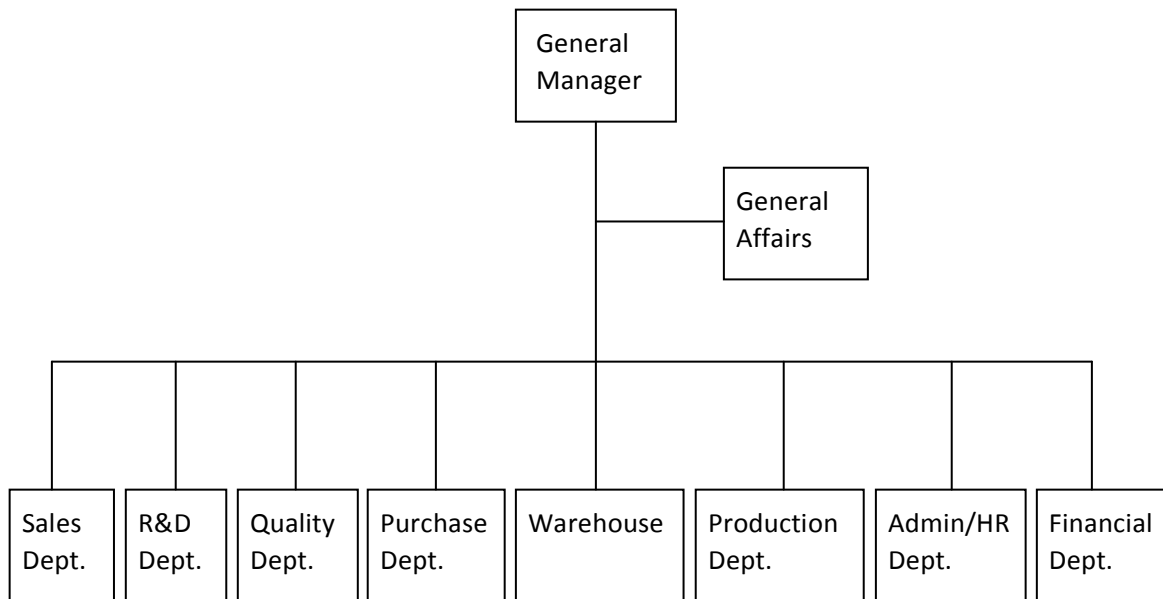 General
Manager
General
Affairs
Sales
Dept.
R&D
Dept.
Quality
Dept.
Purchase
Dept.
Warehouse
Production
Dept.
Admin/HR
Dept.
Financial
Dept.